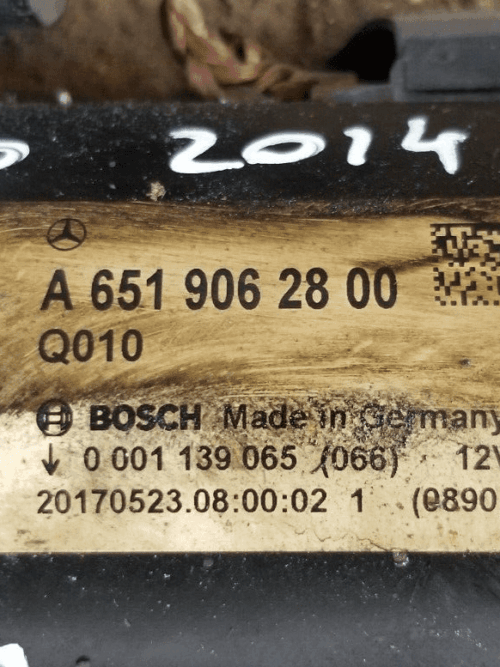 2014
A 651 906 28 00
Q010
BOSCH Made in Germany
↓ 0 001 139 065 (066) 12V
20170523.08:00:02 1 (0890